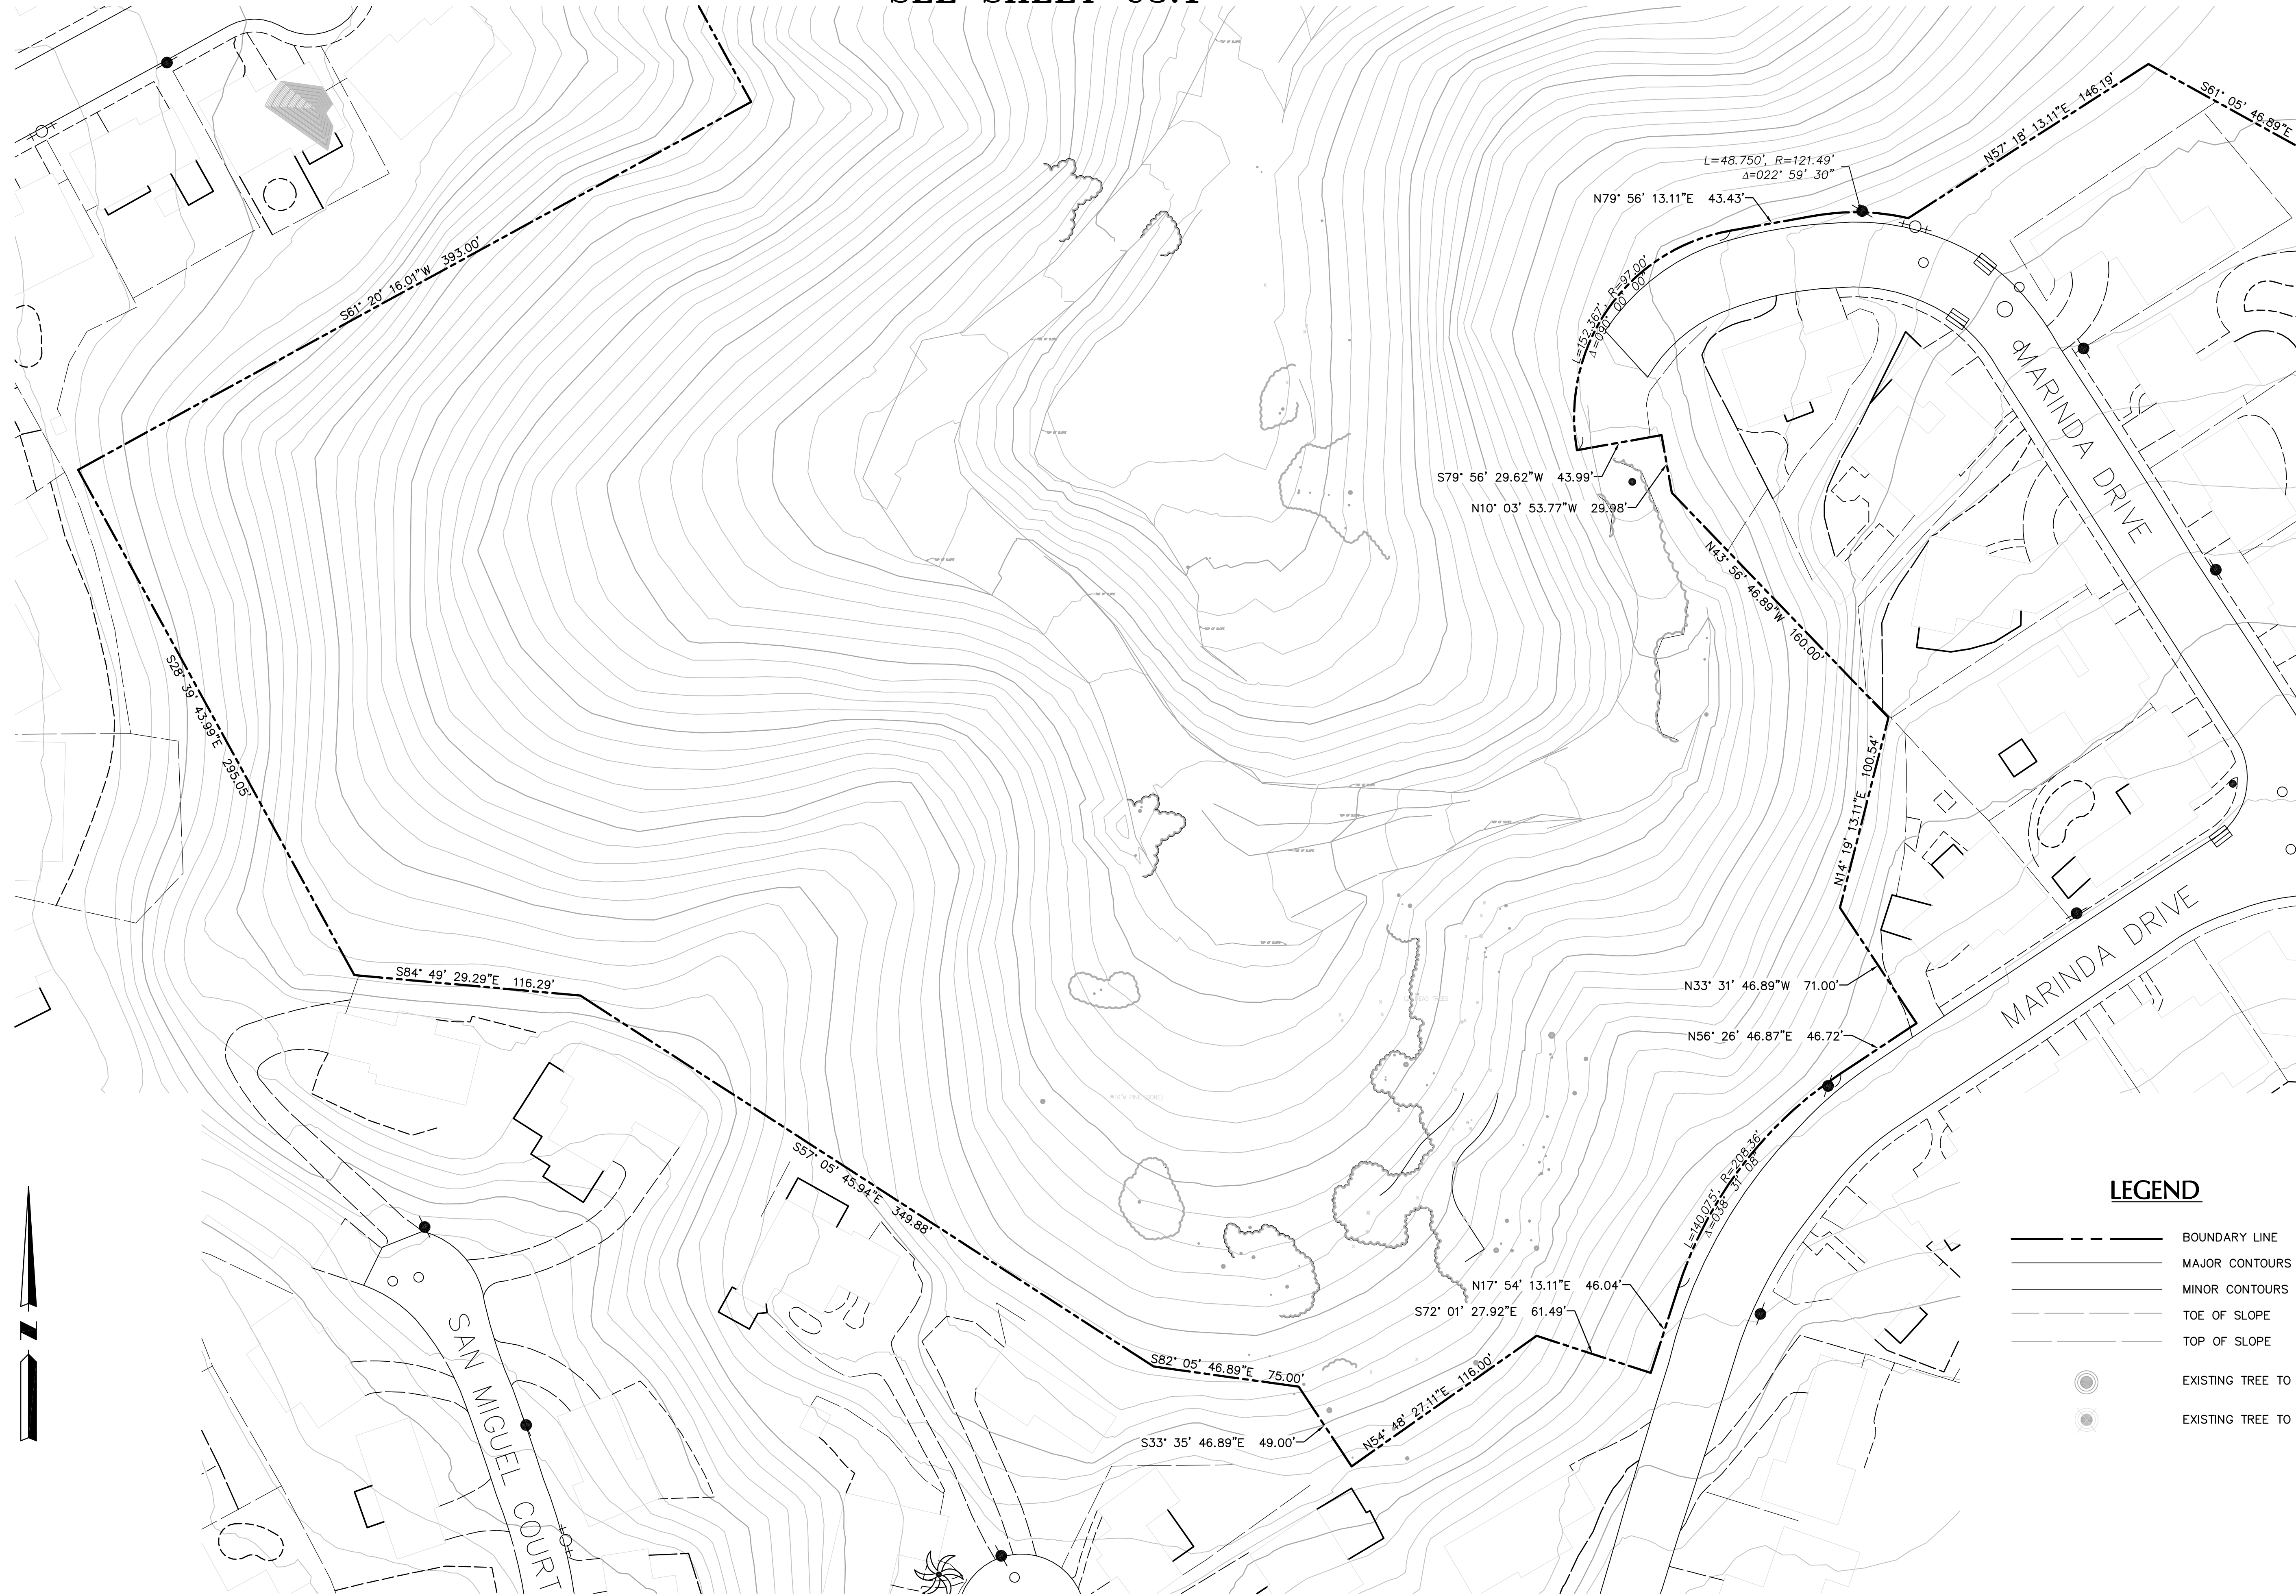 S61° 05' 46.89"E
N57° 18' 13.11"E 146.19'
L=48.750', R=121.49'
Δ=022° 59' 30"
N79° 56' 13.11"E 43.43'
L=152.367', R=97.00'
Δ=090° 00' 00"
S61° 20' 16.01"W 393.00'
MARINDA DRIVE
S79° 56' 29.62"W 43.99'
N10° 03' 53.77"W 29.98'
N43° 56' 46.89"W 160.00'
S28° 39' 43.99"E 295.05'
N14° 19' 13.11"E 100.54'
TOP OF SLOPE
MARINDA DRIVE
S84° 49' 29.29"E 116.29'
N33° 31' 46.89"W 71.00'
N56° 26' 46.87"E 46.72'
S57° 05' 45.94"E 349.88'
L=140.075', R=208.36'
Δ=038° 31' 08"
LEGEND
BOUNDARY LINE
MAJOR CONTOURS
MINOR CONTOURS
TOE OF SLOPE
TOP OF SLOPE
EXISTING TREE TO
EXISTING TREE TO
N17° 54' 13.11"E 46.04'
S72° 01' 27.92"E 61.49'
S82° 05' 46.89"E 75.00'
N54° 48' 27.11"E 116.00'
S33° 35' 46.89"E 49.00'
SAN MIGUEL COURT
N